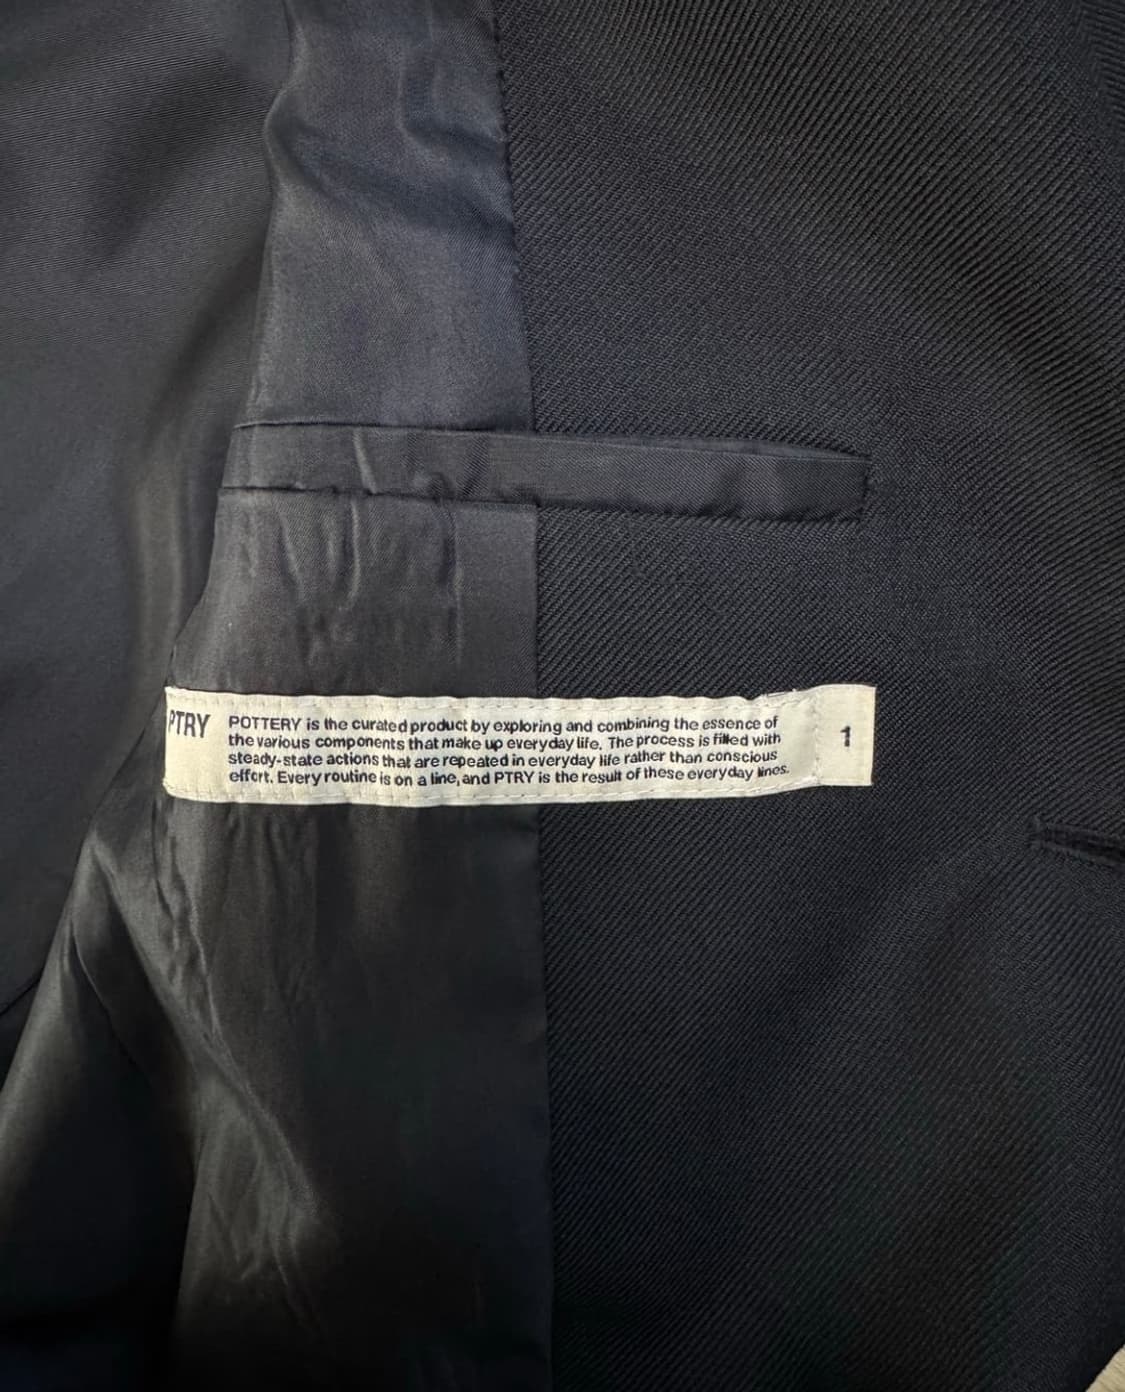 PTRY
POTTERY is the curated product by exploring and combining the essence of
the various components that make up everyday life. The process is filled with
steady-state actions that are repeated in everyday life rather than conscious
effort. Every routine is on a line, and PTRY is the result of these everyday lines.
1